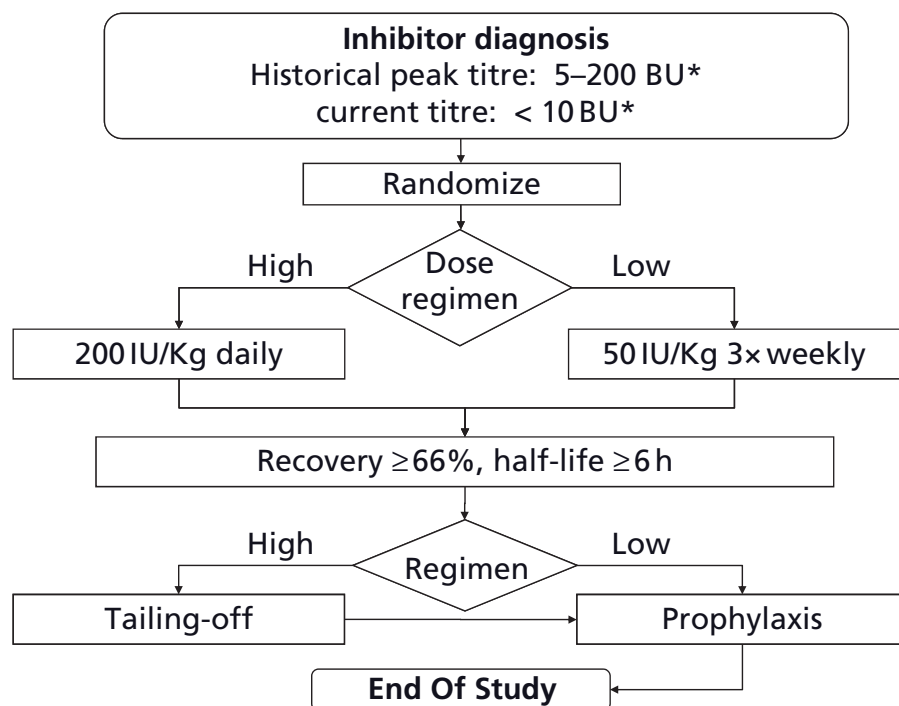 Inhibitor diagnosis
Historical peak titre: 5–200 BU*
current titre: < 10 BU*
Randomize
High
Dose
regimen
Low
200 IU/Kg daily
50 IU/Kg 3× weekly
Recovery ≥66%, half-life ≥6 h
High
Regimen
Low
Tailing-off
Prophylaxis
End Of Study